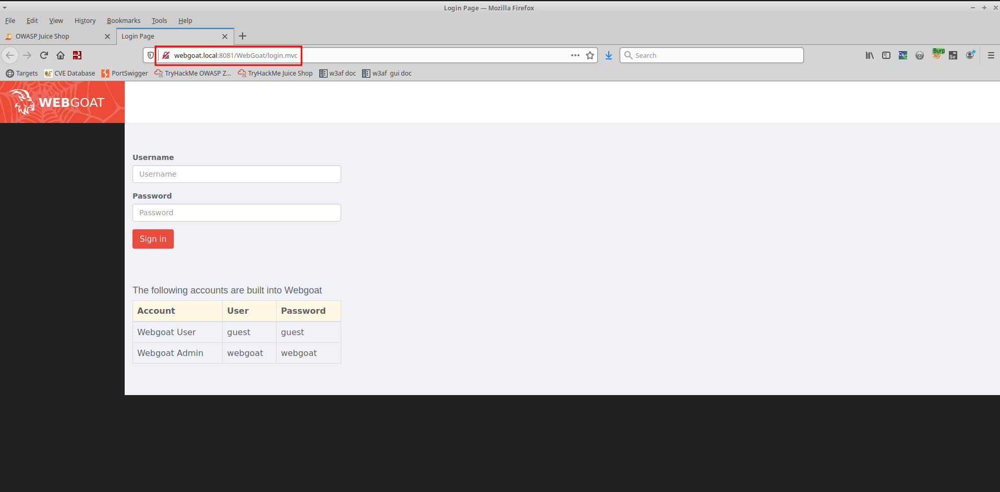 Login Page — Mozilla Firefox
File Edit View History Bookmarks Tools Help
OWASP Juice Shop Login Page
webgoat.local:8081/WebGoat/login.mvc Search Burp Se
Targets CVE Database PortSwigger TryHackMe OWASP Z... TryHackMe Juice Shop w3af doc w3af gui doc
WEBGOAT
Username
Username
Password
Password
Sign in
The following accounts are built into Webgoat
Account User Password
Webgoat User guest guest
Webgoat Admin webgoat webgoat